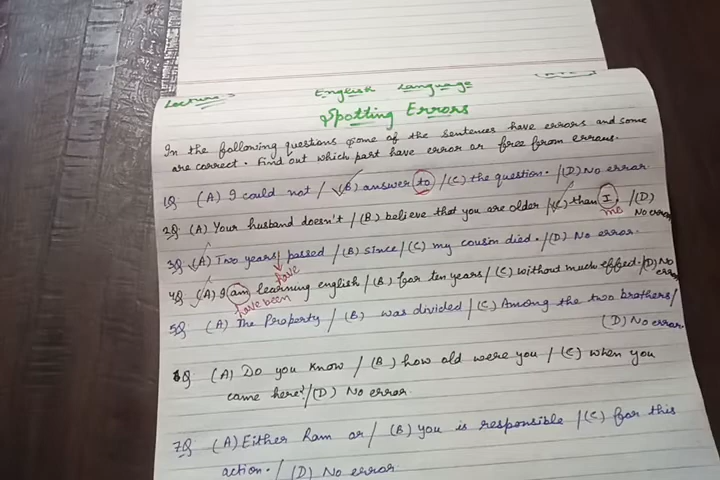 Lecture
English Language
Spotting Errors
In the following questions some of the sentences have errors and some
are correct. Find out which part have error or free from errors.
1Q (A) I could not / (B) answer to / (C) the question. / (D) No error.
2Q (A) Your husband doesn't / (B) believe that you are older / (C) than I. / (D)
me No error
3Q (A) Two years passed / (B) since / (C) my cousin died. / (D) No error.
have
4Q (A) I am learning english / (B) for ten years / (C) without much effed. / (D) No
error
have been
5Q (A) The Property / (B) was divided / (C) Among the two brothers /
(D) No error.
6Q (A) Do you know / (B) how old were you / (C) when you
came here? / (D) No error.
7Q (A) Either Ram or / (B) you is responsible / (C) for this
action. / (D) No error